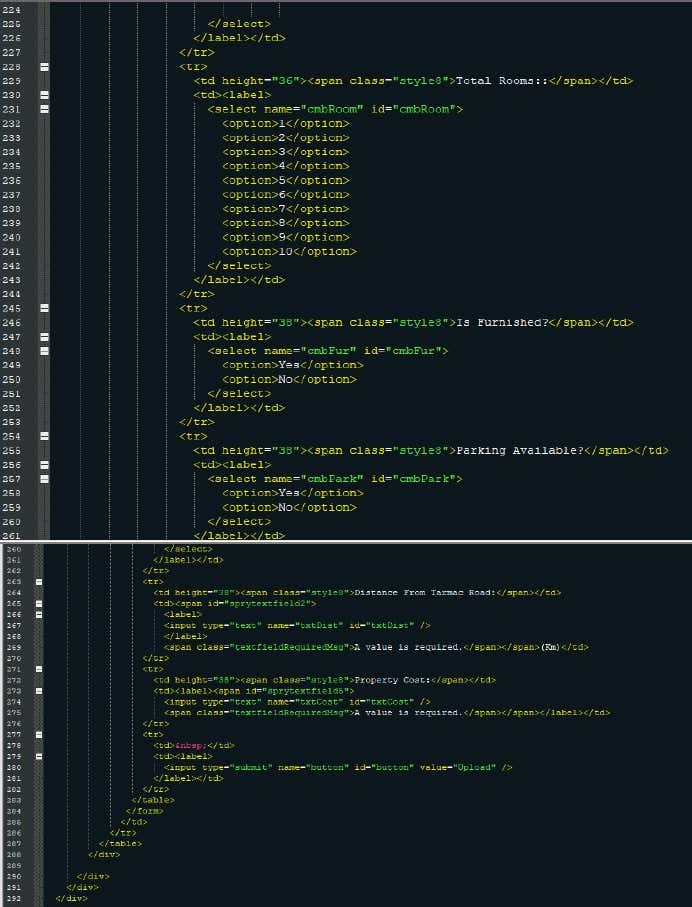 224
225 </select>
226 </label></td>
227 </tr>
228 <tr>
229 <td height="36"><span class="style8">Total Rooms::</span></td>
230 <td><label>
231 <select name="cmbRoom" id="cmbRoom">
232 <option>1</option>
233 <option>2</option>
234 <option>3</option>
235 <option>4</option>
236 <option>5</option>
237 <option>6</option>
238 <option>7</option>
239 <option>8</option>
240 <option>9</option>
241 <option>10</option>
242 </select>
243 </label></td>
244 </tr>
245 <tr>
246 <td height="38"><span class="style8">Is Furnished?</span></td>
247 <td><label>
248 <select name="cmbFur" id="cmbFur">
249 <option>Yes</option>
250 <option>No</option>
251 </select>
252 </label></td>
253 </tr>
254 <tr>
255 <td height="38"><span class="style8">Parking Available?</span></td>
256 <td><label>
257 <select name="cmbPark" id="cmbPark">
258 <option>Yes</option>
259 <option>No</option>
260 </select>
261 </label></td>
260 </select>
261 </label></td>
262 </tr>
263 <tr>
264 <td height="38"><span class="style8">Distance From Tarmac Road:</span></td>
265 <td><span id="sprytextfield2">
266 <label>
267 <input type="text" name="txtDist" id="txtDist" />
268 </label>
269 <span class="textfieldRequiredMsg">A value is required.</span></span>(Km)</td>
270 </tr>
271 <tr>
272 <td height="38"><span class="style8">Property Cost:</span></td>
273 <td><label><span id="sprytextfield5">
274 <input type="text" name="txtCost" id="txtCost" />
275 <span class="textfieldRequiredMsg">A value is required.</span></span></label></td>
276 </tr>
277 <tr>
278 <td>&nbsp;</td>
279 <td><label>
280 <input type="submit" name="button" id="button" value="Upload" />
281 </label></td>
282 </tr>
283 </table>
284 </form>
285 </td>
286 </tr>
287 </table>
288 </div>
289
290 </div>
291 </div>
292 </div>